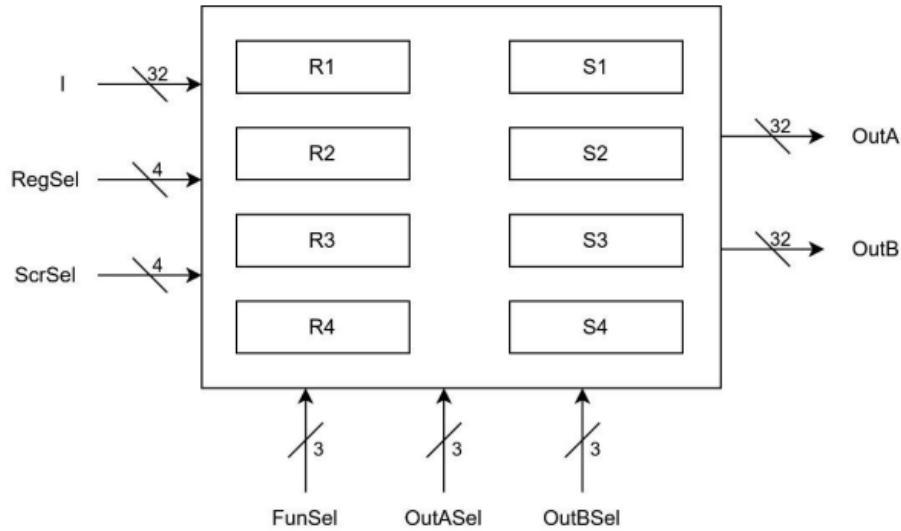 R1 S1
I 32
32 OutA
R2 S2
RegSel 4
R3 S3
32 OutB
ScrSel 4
R4 S4
3 3 3
FunSel OutASel OutBSel